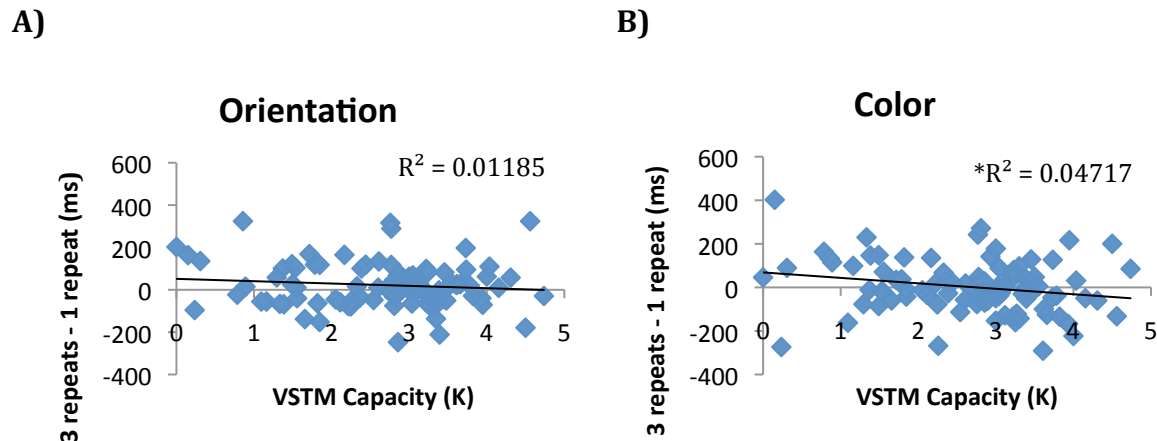 A)
Orientation
R² = 0.01185
3 repeats - 1 repeat (ms)
600
400
200
0
-200
-400
0 1 2 3 4 5
VSTM Capacity (K)
B)
Color
*R² = 0.04717
3 repeats - 1 repeat (ms)
600
400
200
0
-200
-400
0 1 2 3 4 5
VSTM Capacity (K)